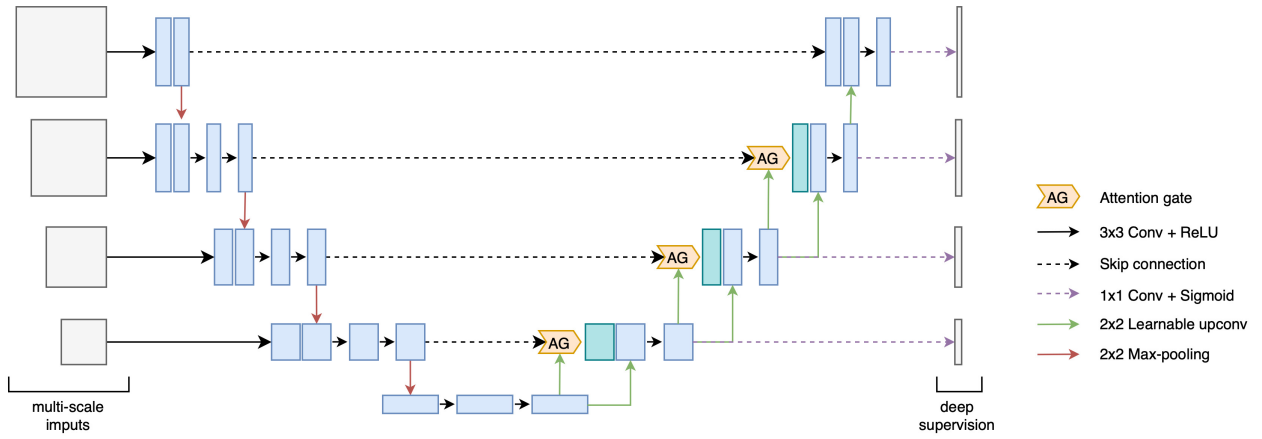 AG
AG
AG
AG
Attention gate
3x3 Conv + ReLU
Skip connection
1x1 Conv + Sigmoid
2x2 Learnable upconv
2x2 Max-pooling
multi-scale
imputs
deep
supervision